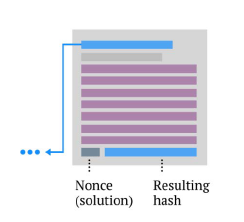 Nonce
(solution)
Resulting
hash